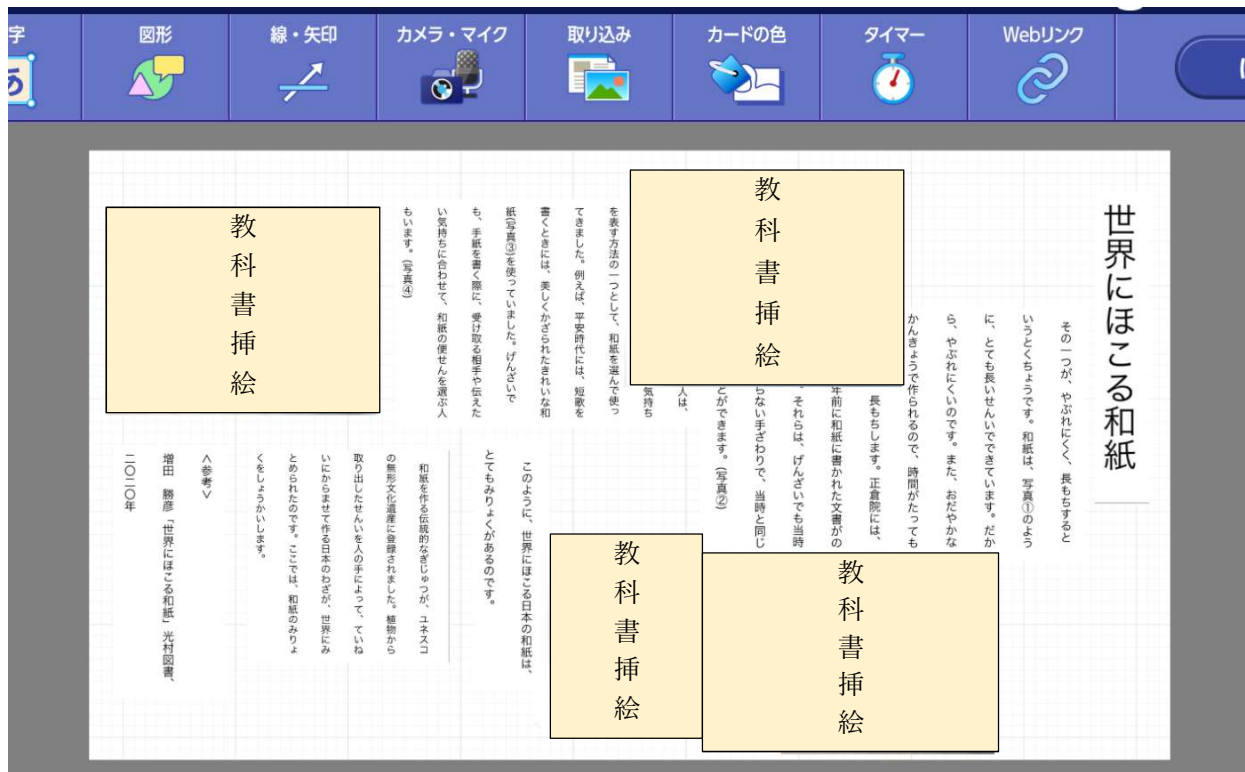 字
図形
線・矢印
カメラ・マイク
取り込み
カードの色
タイマー
Webリンク
あ
世界にほこる和紙
その一つが、やぶれにくく、長もちすると
いうとくちょうです。和紙は、写真①のよう
に、とても長いせんいでできています。だか
ら、やぶれにくいのです。また、おだやかな
かんきょうで作られるので、時間がたっても
長もちします。正倉院には、
年前に和紙に書かれた文書がの
それらは、げんざいでも当時
らない手ざわりで、当時と同じ
とができます。(写真②)
教科書挿絵
人は、
気持ち
を表す方法の一つとして、和紙を選んで使っ
てきました。例えば、平安時代には、短歌を
書くときには、美しくかざられたきれいな和
紙(写真③)を使っていました。げんざいで
も、手紙を書く際に、受け取る相手や伝えた
い気持ちに合わせて、和紙の便せんを選ぶ人
もいます。(写真④)
教科書挿絵
教科書挿絵
教科書挿絵
このように、世界にほこる日本の和紙は、
とてもみりょくがあるのです。
和紙を作る伝統的なぎじゅつが、ユネスコ
の無形文化遺産に登録されました。植物から
取り出したせんいを人の手によって、ていね
いにからませて作る日本のわざが、世界にみ
とめられたのです。ここでは、和紙のみりょ
くをしょうかいします。
<参考>
増田 勝彦「世界にほこる和紙」光村図書、
二〇二〇年